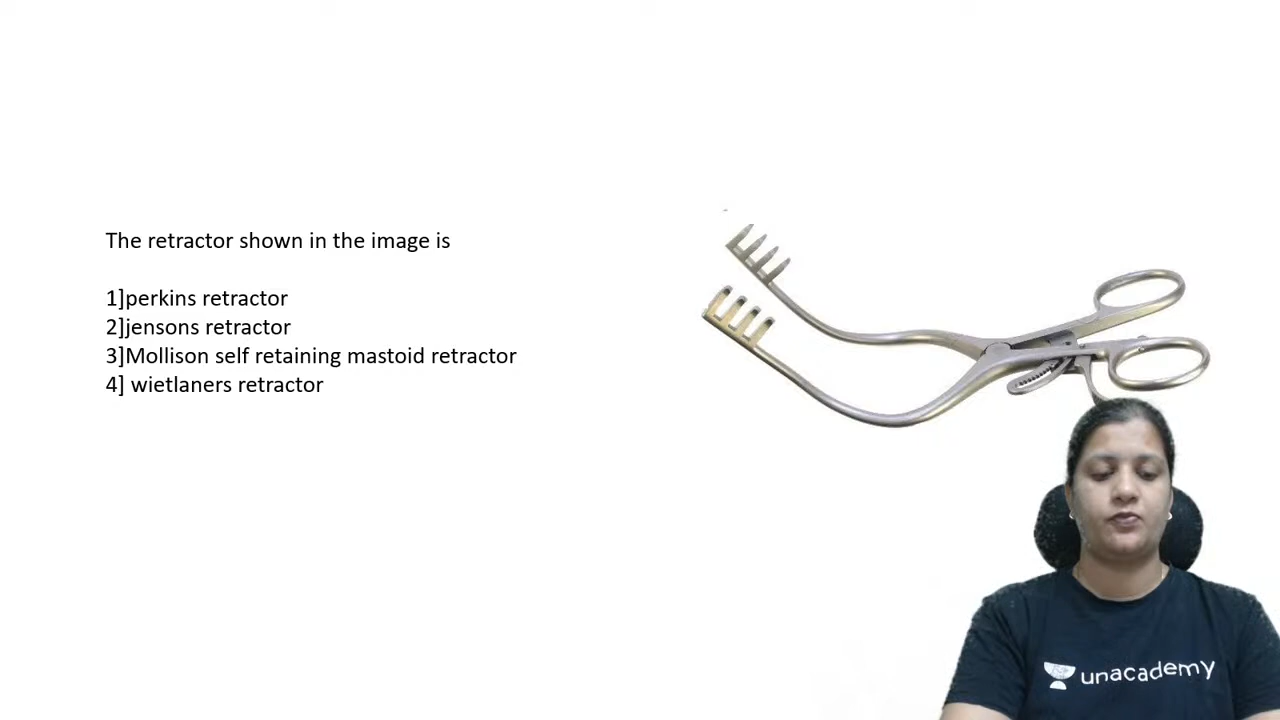 The retractor shown in the image is
1]perkins retractor
2]jensons retractor
3]Mollison self retaining mastoid retractor
4] wietlaners retractor
unacademy